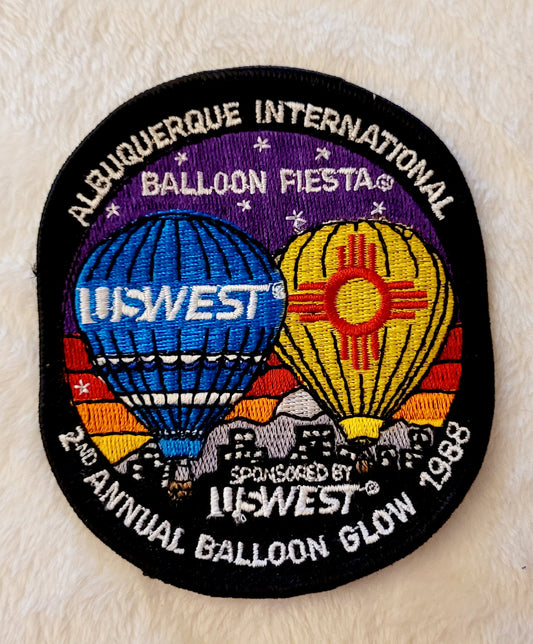 ALBUQUERQUE INTERNATIONAL
BALLOON FIESTA®
USWEST®
SPONSORED BY
USWEST®
2ND ANNUAL BALLOON GLOW 1988